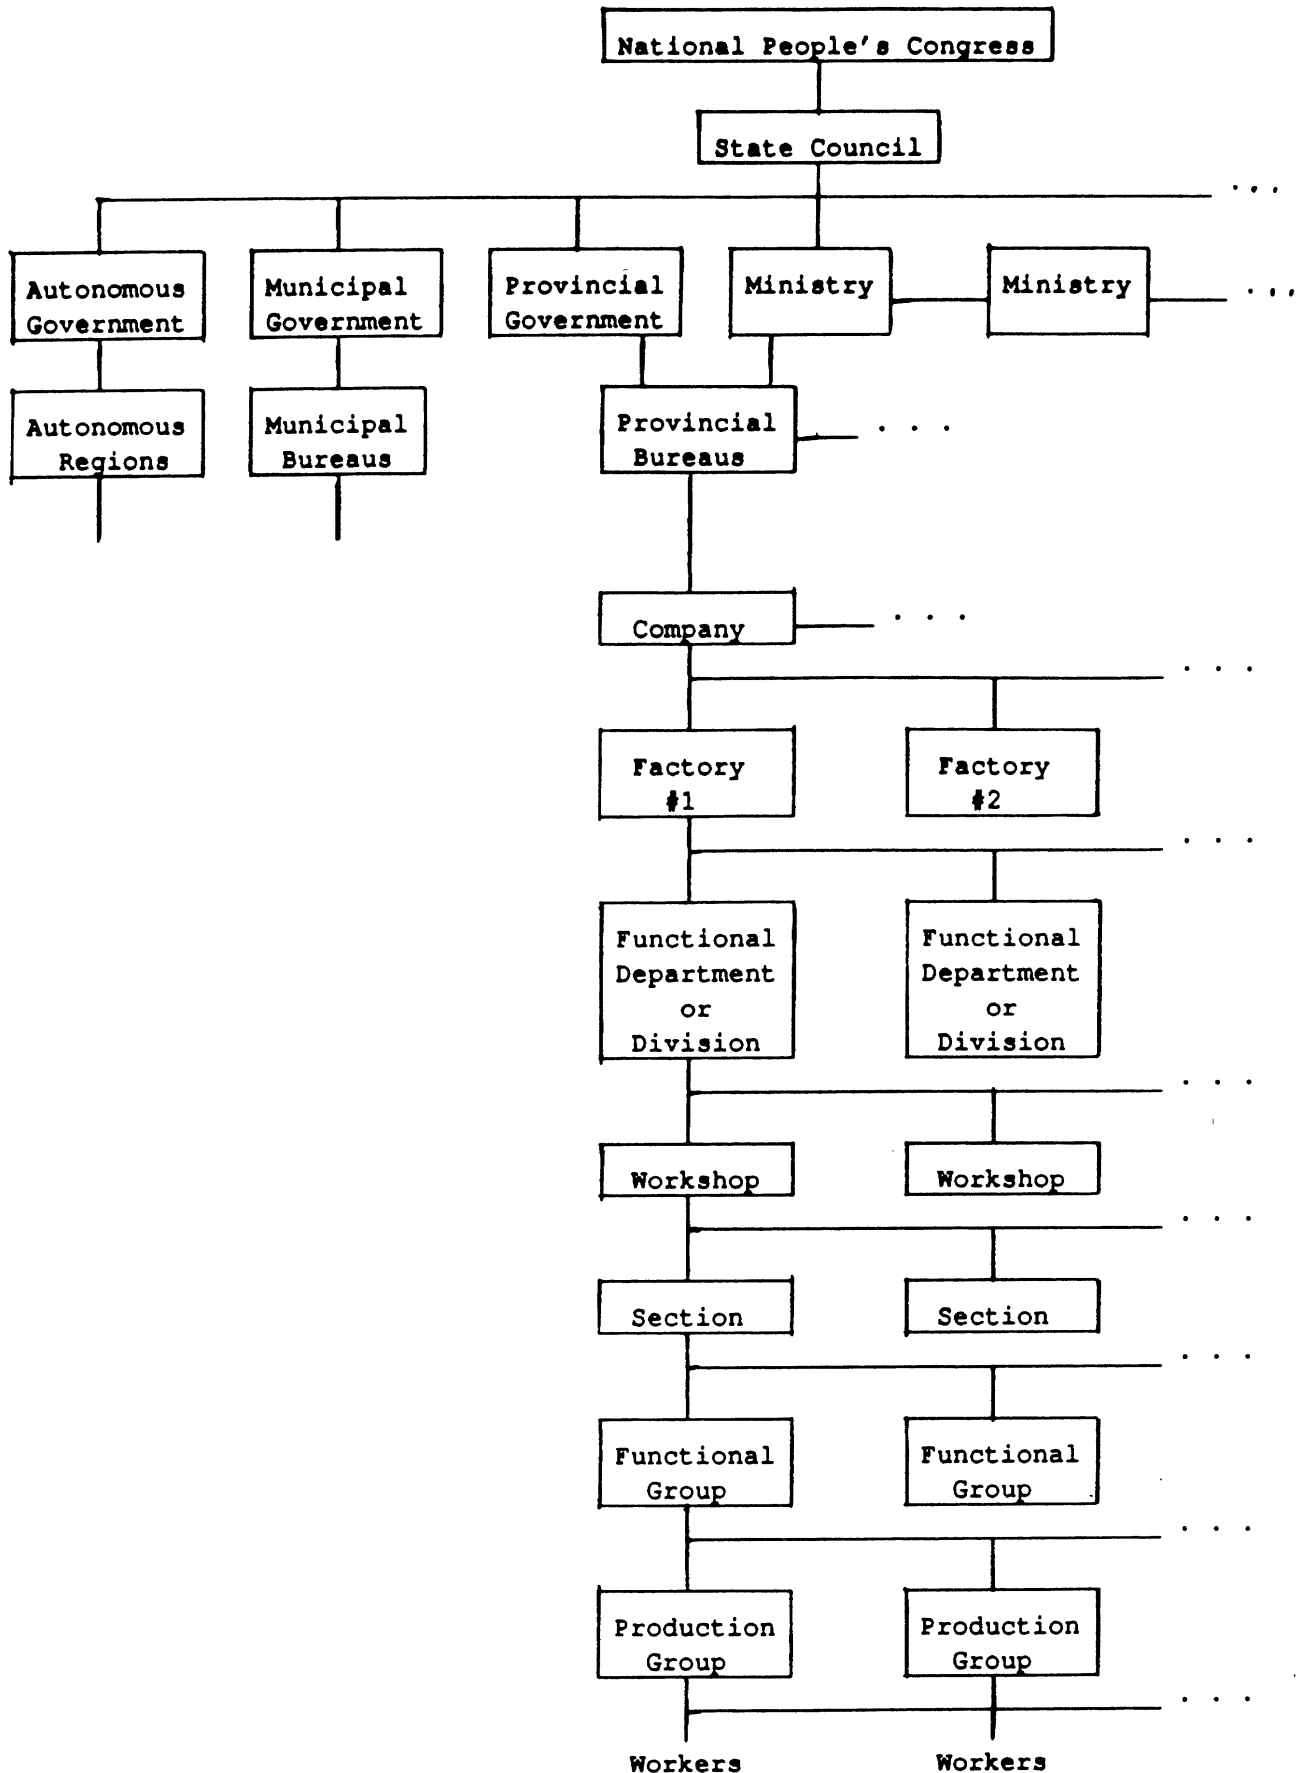 National People's Congress
State Council
. . .
Autonomous
Government
Municipal
Government
Provincial
Government
Ministry
Ministry
. . .
Autonomous
Regions
Municipal
Bureaus
Provincial
Bureaus
. . .
Company
. . .
. . .
Factory
#1
Factory
#2
. . .
Functional
Department
or
Division
Functional
Department
or
Division
. . .
Workshop
Workshop
. . .
Section
Section
. . .
Functional
Group
Functional
Group
. . .
Production
Group
Production
Group
. . .
Workers
Workers